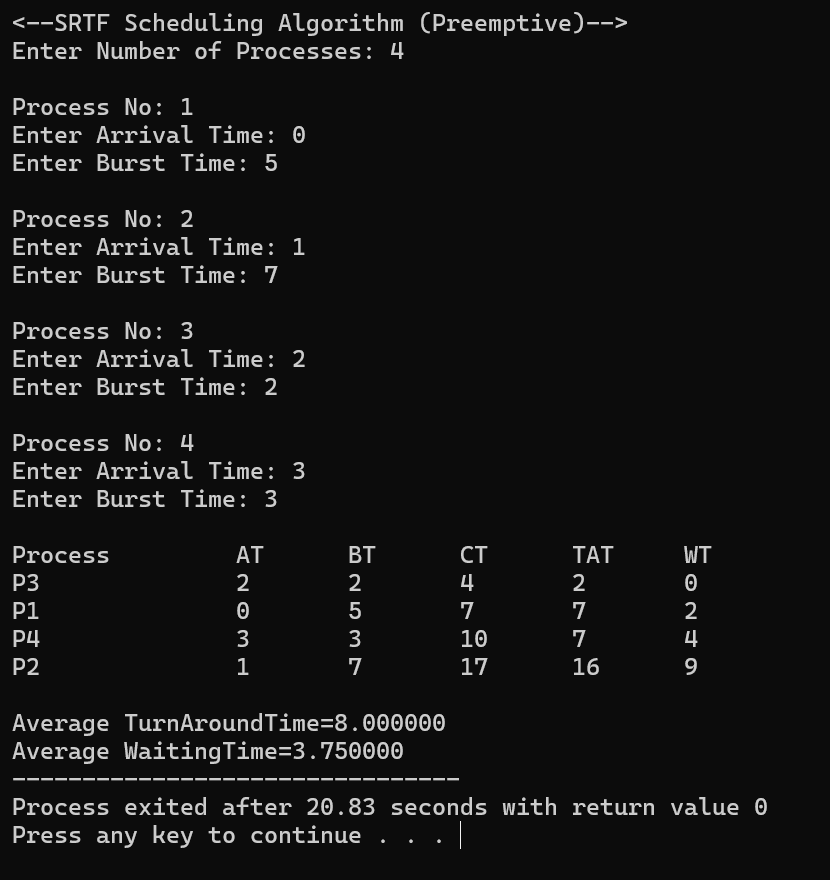 <--SRTF Scheduling Algorithm (Preemptive)-->
Enter Number of Processes: 4
Process No: 1
Enter Arrival Time: 0
Enter Burst Time: 5
Process No: 2
Enter Arrival Time: 1
Enter Burst Time: 7
Process No: 3
Enter Arrival Time: 2
Enter Burst Time: 2
Process No: 4
Enter Arrival Time: 3
Enter Burst Time: 3
Process AT BT CT TAT WT
P3 2 2 4 2 0
P1 0 5 7 7 2
P4 3 3 10 7 4
P2 1 7 17 16 9
Average TurnAroundTime=8.000000
Average WaitingTime=3.750000
--------------------------------
Process exited after 20.83 seconds with return value 0
Press any key to continue . . .